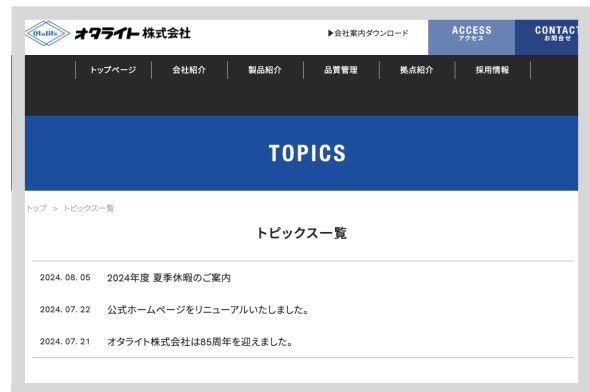 オタライト 株式会社
▶会社案内ダウンロード
ACCESS
アクセス
CONTACT
お問合せ
トップページ
会社紹介
製品紹介
品質管理
拠点紹介
採用情報
TOPICS
トップ > トピックス一覧
トピックス一覧
2024.08.05 2024年度 夏季休暇のご案内
2024.07.22 公式ホームページをリニューアルいたしました。
2024.07.21 オタライト株式会社は85周年を迎えました。